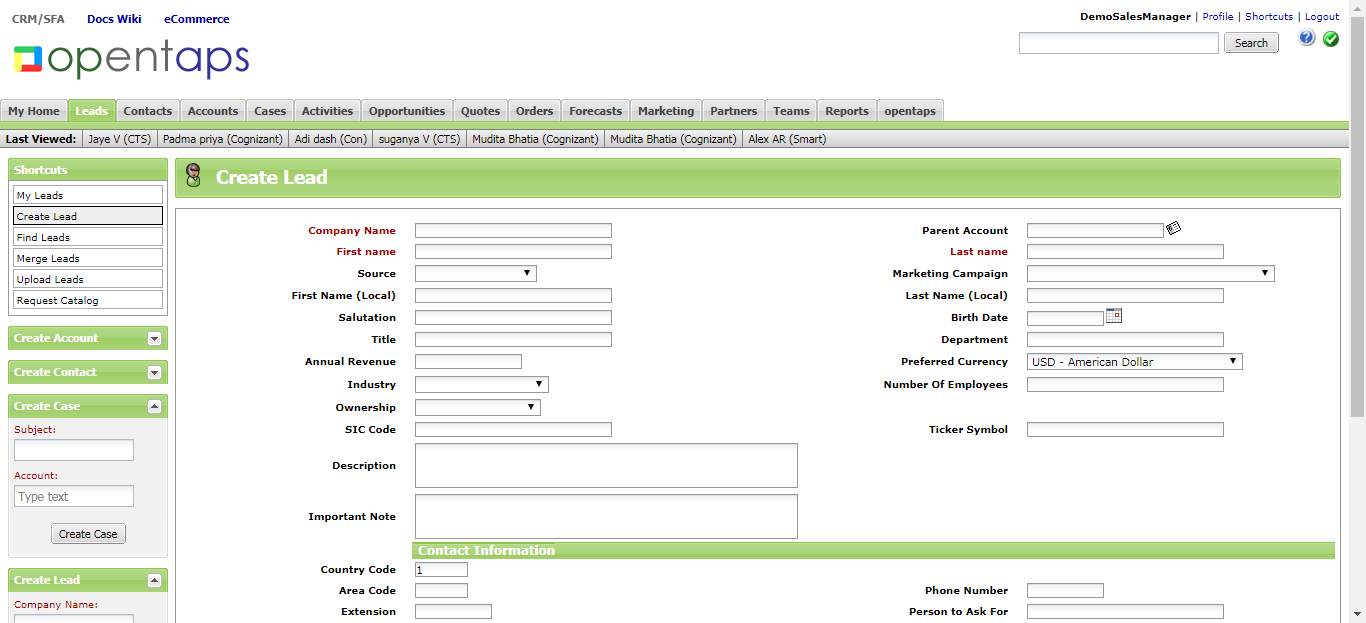 CRM/SFA Docs Wiki eCommerce
DemoSalesManager | Profile | Shortcuts | Logout
opentaps
Search
?
My Home Leads Contacts Accounts Cases Activities Opportunities Quotes Orders Forecasts Marketing Partners Teams Reports opentaps
Last Viewed: Jaye V (CTS) Padma priya (Cognizant) Adi dash (Con) suganya V (CTS) Mudita Bhatia (Cognizant) Mudita Bhatia (Cognizant) Alex AR (Smart)
Shortcuts
My Leads
Create Lead
Find Leads
Merge Leads
Upload Leads
Request Catalog
Create Account
Create Contact
Create Case
Subject:
Account:
Type text
Create Case
Create Lead
Company Name:
Create Lead
Company Name Parent Account
First name Last name
Source Marketing Campaign
First Name (Local) Last Name (Local)
Salutation Birth Date
Title Department
Annual Revenue Preferred Currency USD - American Dollar
Industry Number Of Employees
Ownership
SIC Code Ticker Symbol
Description
Important Note
Contact Information
Country Code 1
Area Code Phone Number
Extension Person to Ask For